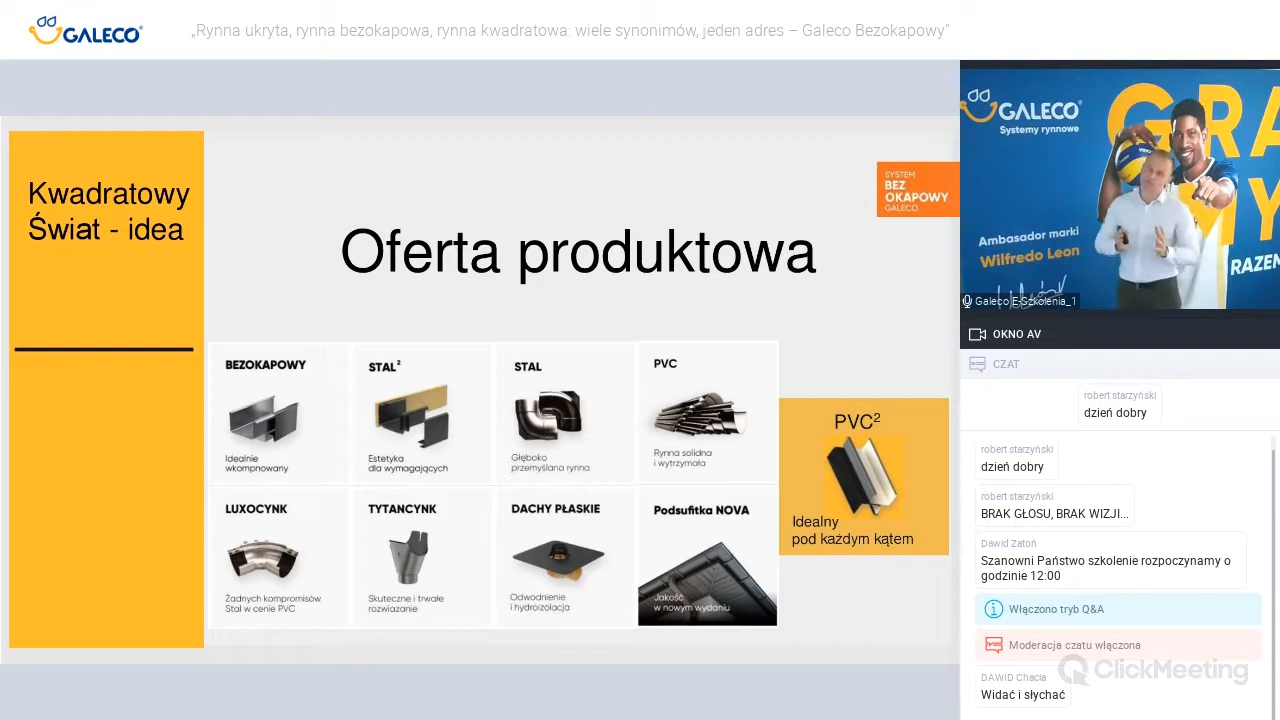 GALECO
„Rynna ukryta, rynna bezokapowa, rynna kwadratowa: wiele synonimów, jeden adres – Galeco Bezokapowy”
Kwadratowy
Świat - idea
SYSTEM
BEZ
OKAPOWY
GALECO
Oferta produktowa
BEZOKAPOWY
Idealnie
wkompnowany
STAL²
Estetyka
dla wymagających
STAL
Głęboko
przemyślana rynna
PVC
Rynna solidna
i wytrzymała
PVC²
Idealny
pod każdym kątem
LUXOCYNK
Żadnych kompromisów
Stal w cenie PVC
TYTANCYNK
Skuteczne i trwałe
rozwiazanie
DACHY PŁASKIE
Odwodnienie
i hydroizolacja
Podsufitka NOVA
Jakość
w nowym wydaniu
GALECO
Systemy rynnowe
GRA
MY
RAZEM
Ambasador marki
Wilfredo Leon
Galeco E-Szkolenia_1
OKNO AV
CZAT
robert starzyński
dzień dobry
robert starzyński
dzień dobry
robert starzyński
BRAK GŁOSU, BRAK WIZJI...
Dawid Zatoń
Szanowni Państwo szkolenie rozpoczynamy o
godzinie 12:00
Włączono tryb Q&A
Moderacja czatu włączona
ClickMeeting
DAWID Chacia
Widać i słychać